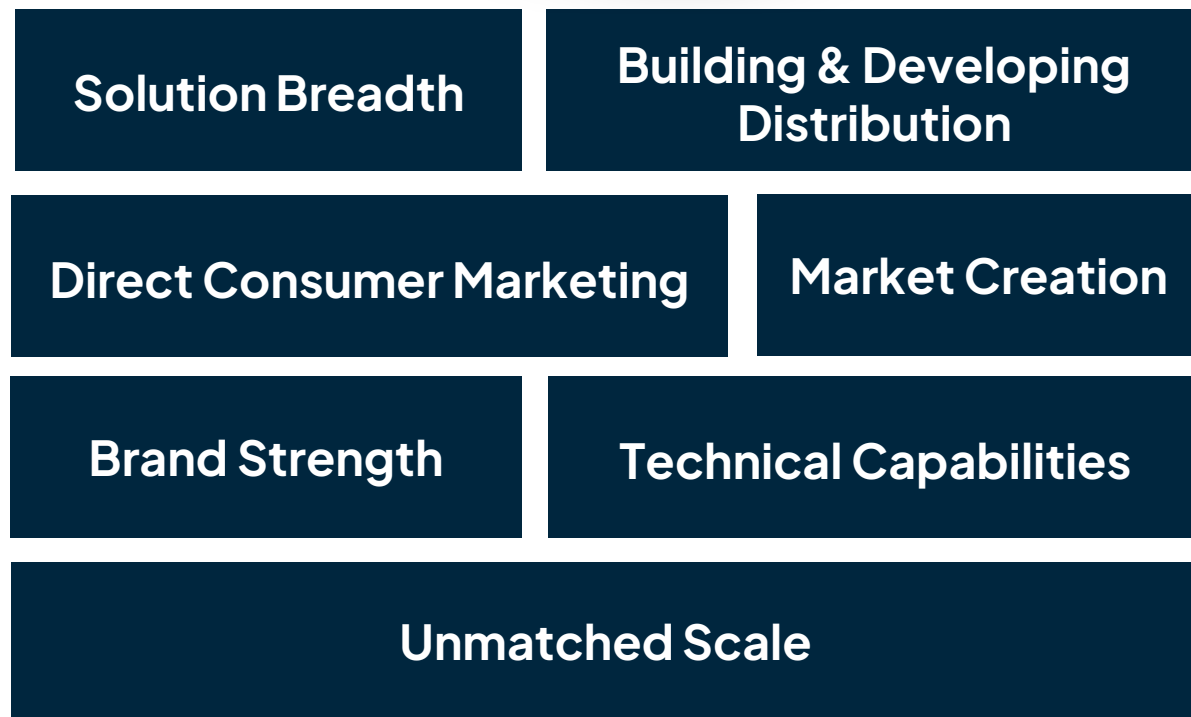 Solution Breadth
Building & Developing
Distribution
Direct Consumer Marketing
Market Creation
Brand Strength
Technical Capabilities
Unmatched Scale